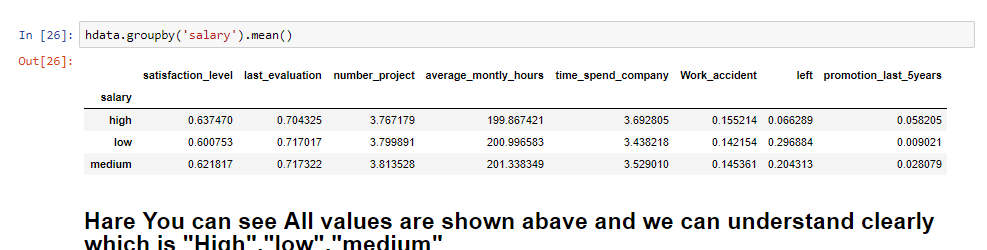 In [26]: hdata.groupby('salary').mean()
Out[26]:
satisfaction_level last_evaluation number_project average_montly_hours time_spend_company Work_accident left promotion_last_5years
salary
high 0.637470 0.704325 3.767179 199.867421 3.692805 0.155214 0.066289 0.058205
low 0.600753 0.717017 3.799891 200.996583 3.438218 0.142154 0.296884 0.009021
medium 0.621817 0.717322 3.813528 201.338349 3.529010 0.145361 0.204313 0.028079
Hare You can see All values are shown abave and we can understand clearly
which is "High","low","medium"